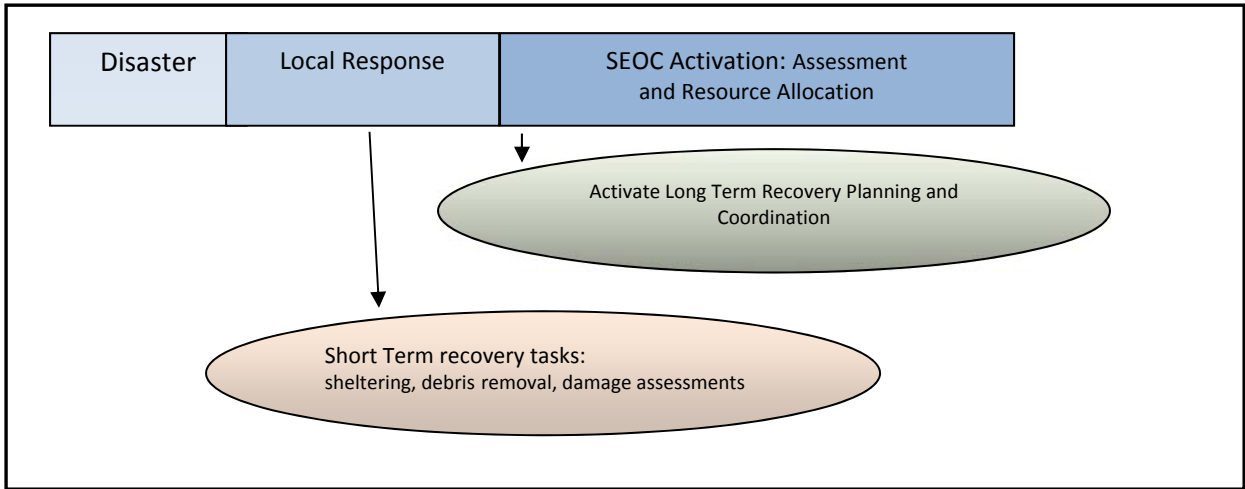 Disaster
Local Response
SEOC Activation: Assessment
and Resource Allocation
Activate Long Term Recovery Planning and
Coordination
Short Term recovery tasks:
sheltering, debris removal, damage assessments